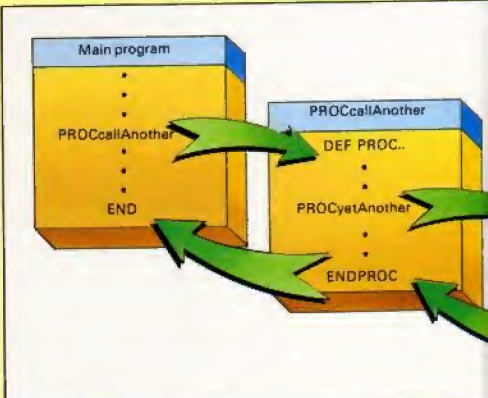 Main program
PROCcallAnother
END
PROCcallAnother
DEF PROC..
PROCyetAnother
ENDPROC